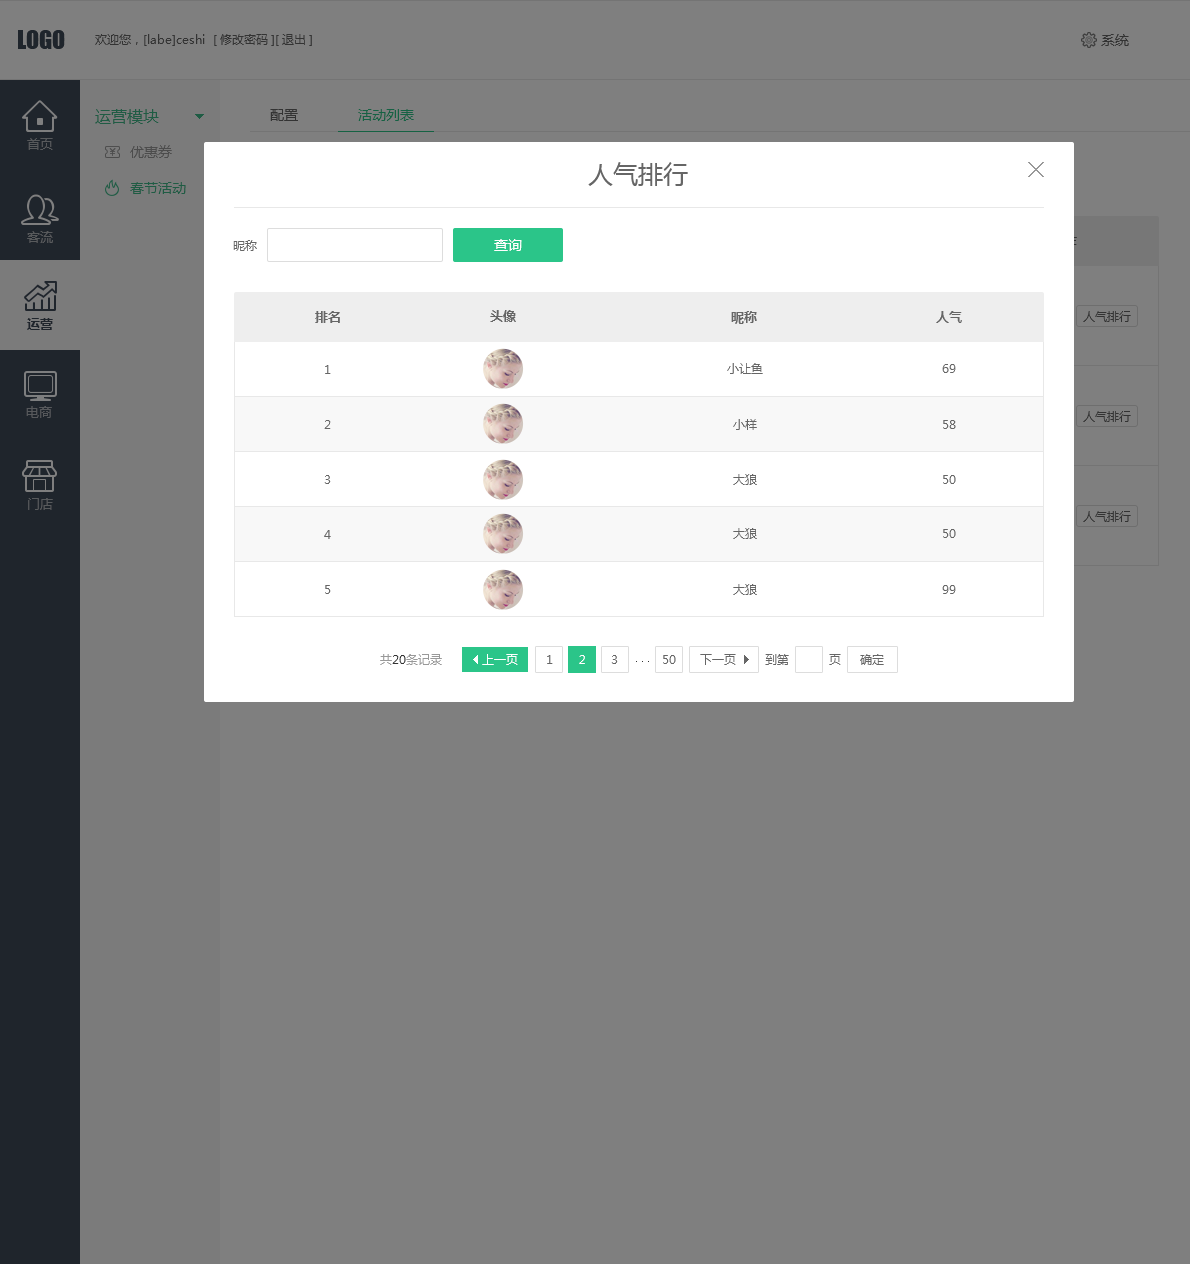 LOGO 欢迎您，[labe]ceshi [修改密码][退出] 系统
首页
客流
运营
电商
门店
运营模块
优惠券
春节活动
配置 活动列表
人气排行
人气排行
人气排行
人气排行
昵称 查询
排名 头像 昵称 人气
1 小让鱼 69
2 小样 58
3 大狼 50
4 大狼 50
5 大狼 99
共20条记录 上一页 1 2 3 ... 50 下一页 到第 页 确定